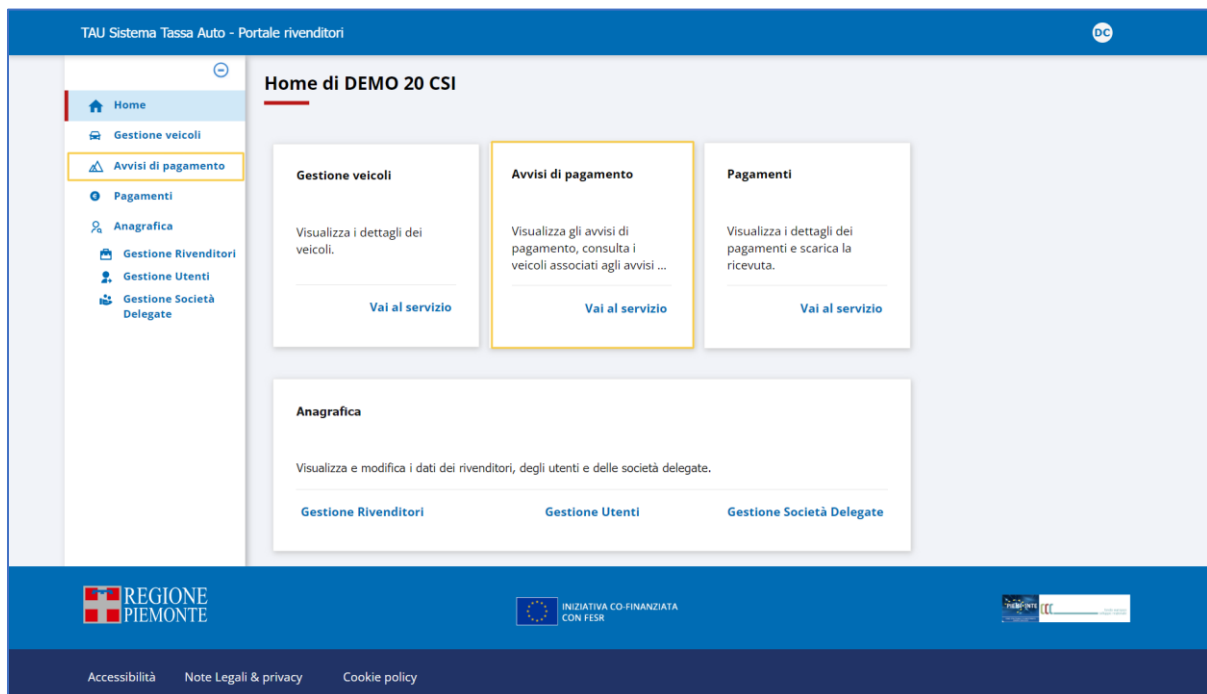 TAU Sistema Tassa Auto - Portale rivenditori
DC
Home
Gestione veicoli
Avvisi di pagamento
Pagamenti
Anagrafica
Gestione Rivenditori
Gestione Utenti
Gestione Società
Delegate
Home di DEMO 20 CSI
Gestione veicoli
Visualizza i dettagli dei
veicoli.
Vai al servizio
Avvisi di pagamento
Visualizza gli avvisi di
pagamento, consulta i
veicoli associati agli avvisi ...
Vai al servizio
Pagamenti
Visualizza i dettagli dei
pagamenti e scarica la
ricevuta.
Vai al servizio
Anagrafica
Visualizza e modifica i dati dei rivenditori, degli utenti e delle società delegate.
Gestione Rivenditori
Gestione Utenti
Gestione Società Delegate
REGIONE
PIEMONTE
INIZIATIVA CO-FINANZIATA
CON FESR
Accessibilità
Note Legali & privacy
Cookie policy